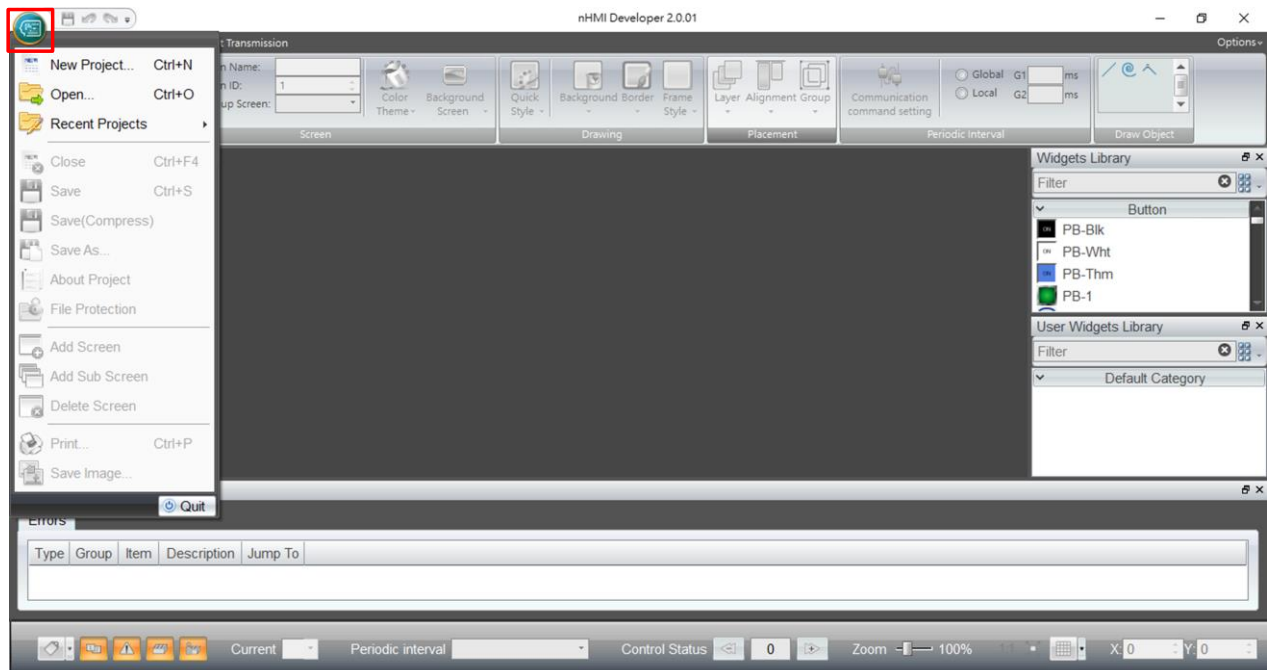 nHMI Developer 2.0.01
Transmission
Options
New Project... Ctrl+N
Open... Ctrl+O
Recent Projects
Close Ctrl+F4
Save Ctrl+S
Save(Compress)
Save As...
About Project
File Protection
Add Screen
Add Sub Screen
Delete Screen
Print... Ctrl+P
Save Image...
Quit
n Name:
n ID: 1
up Screen:
Screen
Color Theme
Background Screen
Quick Style
Background
Border
Frame Style
Drawing
Layer
Alignment
Group
Placement
Communication
command setting
Global G1 ms
Local G2 ms
Periodic Interval
Draw Object
Widgets Library
Filter
Button
ON PB-Blk
ON PB-Wht
ON PB-Thm
PB-1
User Widgets Library
Filter
Default Category
Errors
Type Group Item Description Jump To
Current Periodic interval Control Status 0 Zoom 100% X: 0 Y: 0